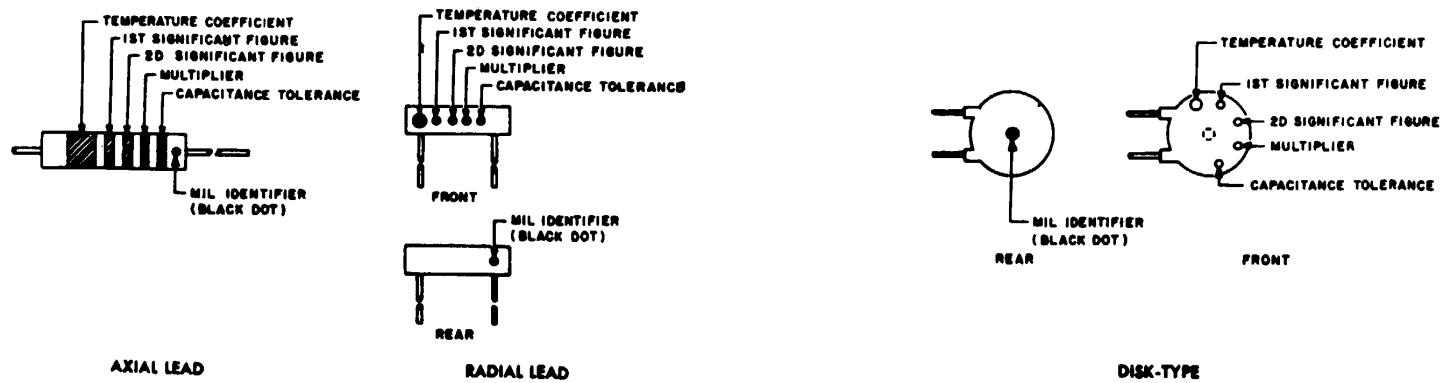 TEMPERATURE COEFFICIENT
1ST SIGNIFICANT FIGURE
2D SIGNIFICANT FIGURE
MULTIPLIER
CAPACITANCE TOLERANCE
MIL IDENTIFIER
(BLACK DOT)
AXIAL LEAD
TEMPERATURE COEFFICIENT
1ST SIGNIFICANT FIGURE
2D SIGNIFICANT FIGURE
MULTIPLIER
CAPACITANCE TOLERANCE
FRONT
MIL IDENTIFIER
(BLACK DOT)
REAR
RADIAL LEAD
MIL IDENTIFIER
(BLACK DOT)
REAR
TEMPERATURE COEFFICIENT
1ST SIGNIFICANT FIGURE
2D SIGNIFICANT FIGURE
MULTIPLIER
CAPACITANCE TOLERANCE
FRONT
DISK-TYPE